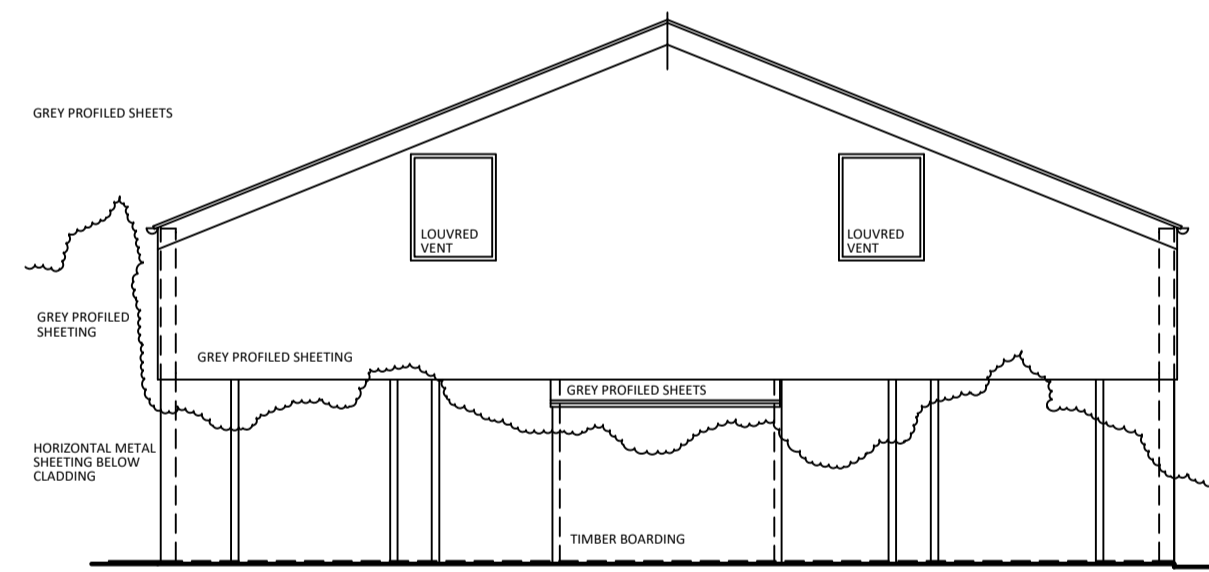 GREY PROFILED SHEETS
LOUVRED
VENT
LOUVRED
VENT
GREY PROFILED
SHEETING
GREY PROFILED SHEETING
GREY PROFILED SHEETS
HORIZONTAL METAL
SHEETING BELOW
CLADDING
TIMBER BOARDING